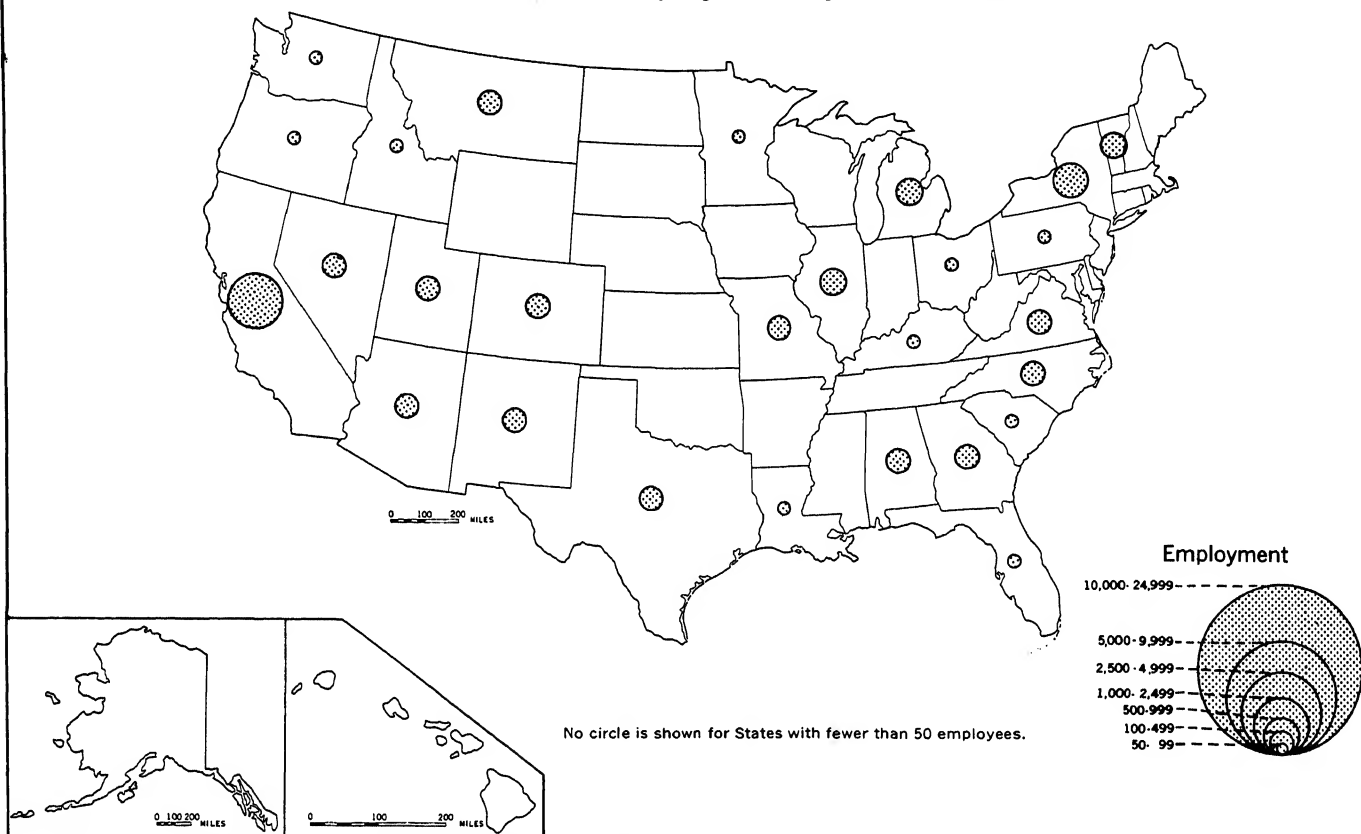 0 100 200 MILES
Employment
10,000-24,999
5,000-9,999
2,500-4,999
1,000-2,499
500-999
100-499
50-99
No circle is shown for States with fewer than 50 employees.
0 100 200 MILES
0 100 200 MILES